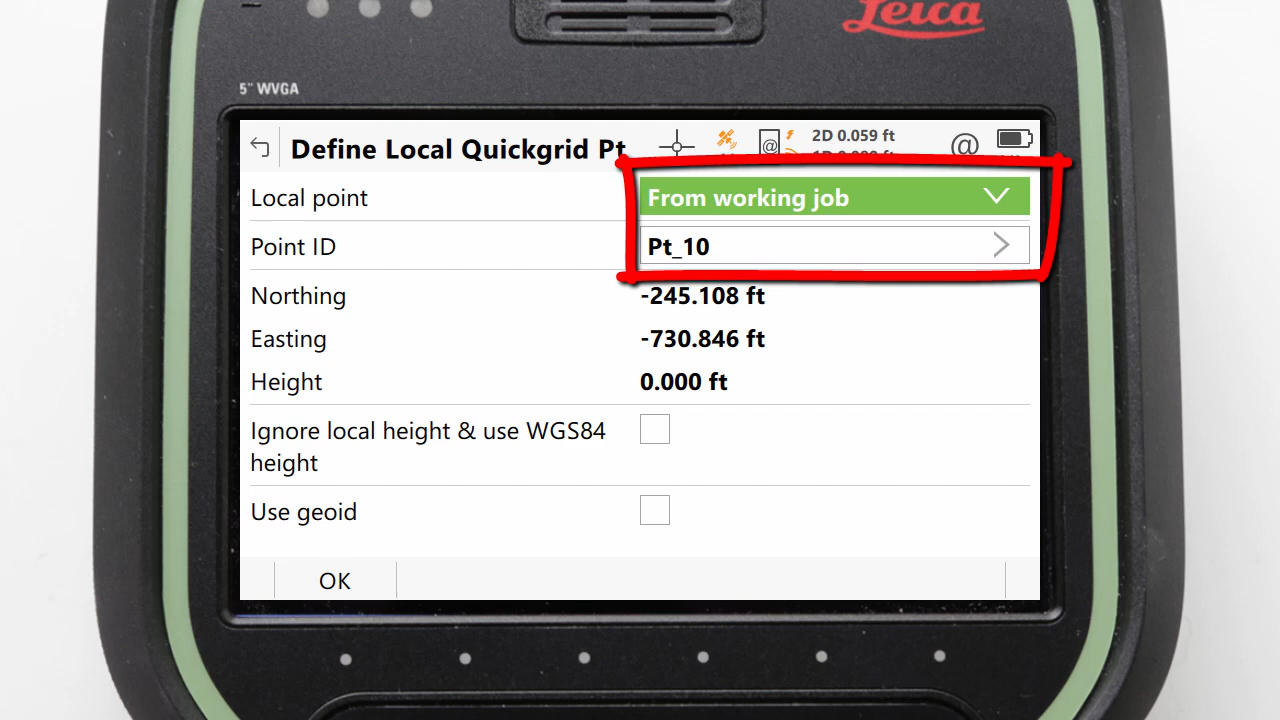 Leica
5" WVGA
Define Local Quickgrid Pt
2D 0.059 ft
@
@
Local point
From working job
Point ID
Pt_10
Northing
-245.108 ft
Easting
-730.846 ft
Height
0.000 ft
Ignore local height & use WGS84
height
Use geoid
OK